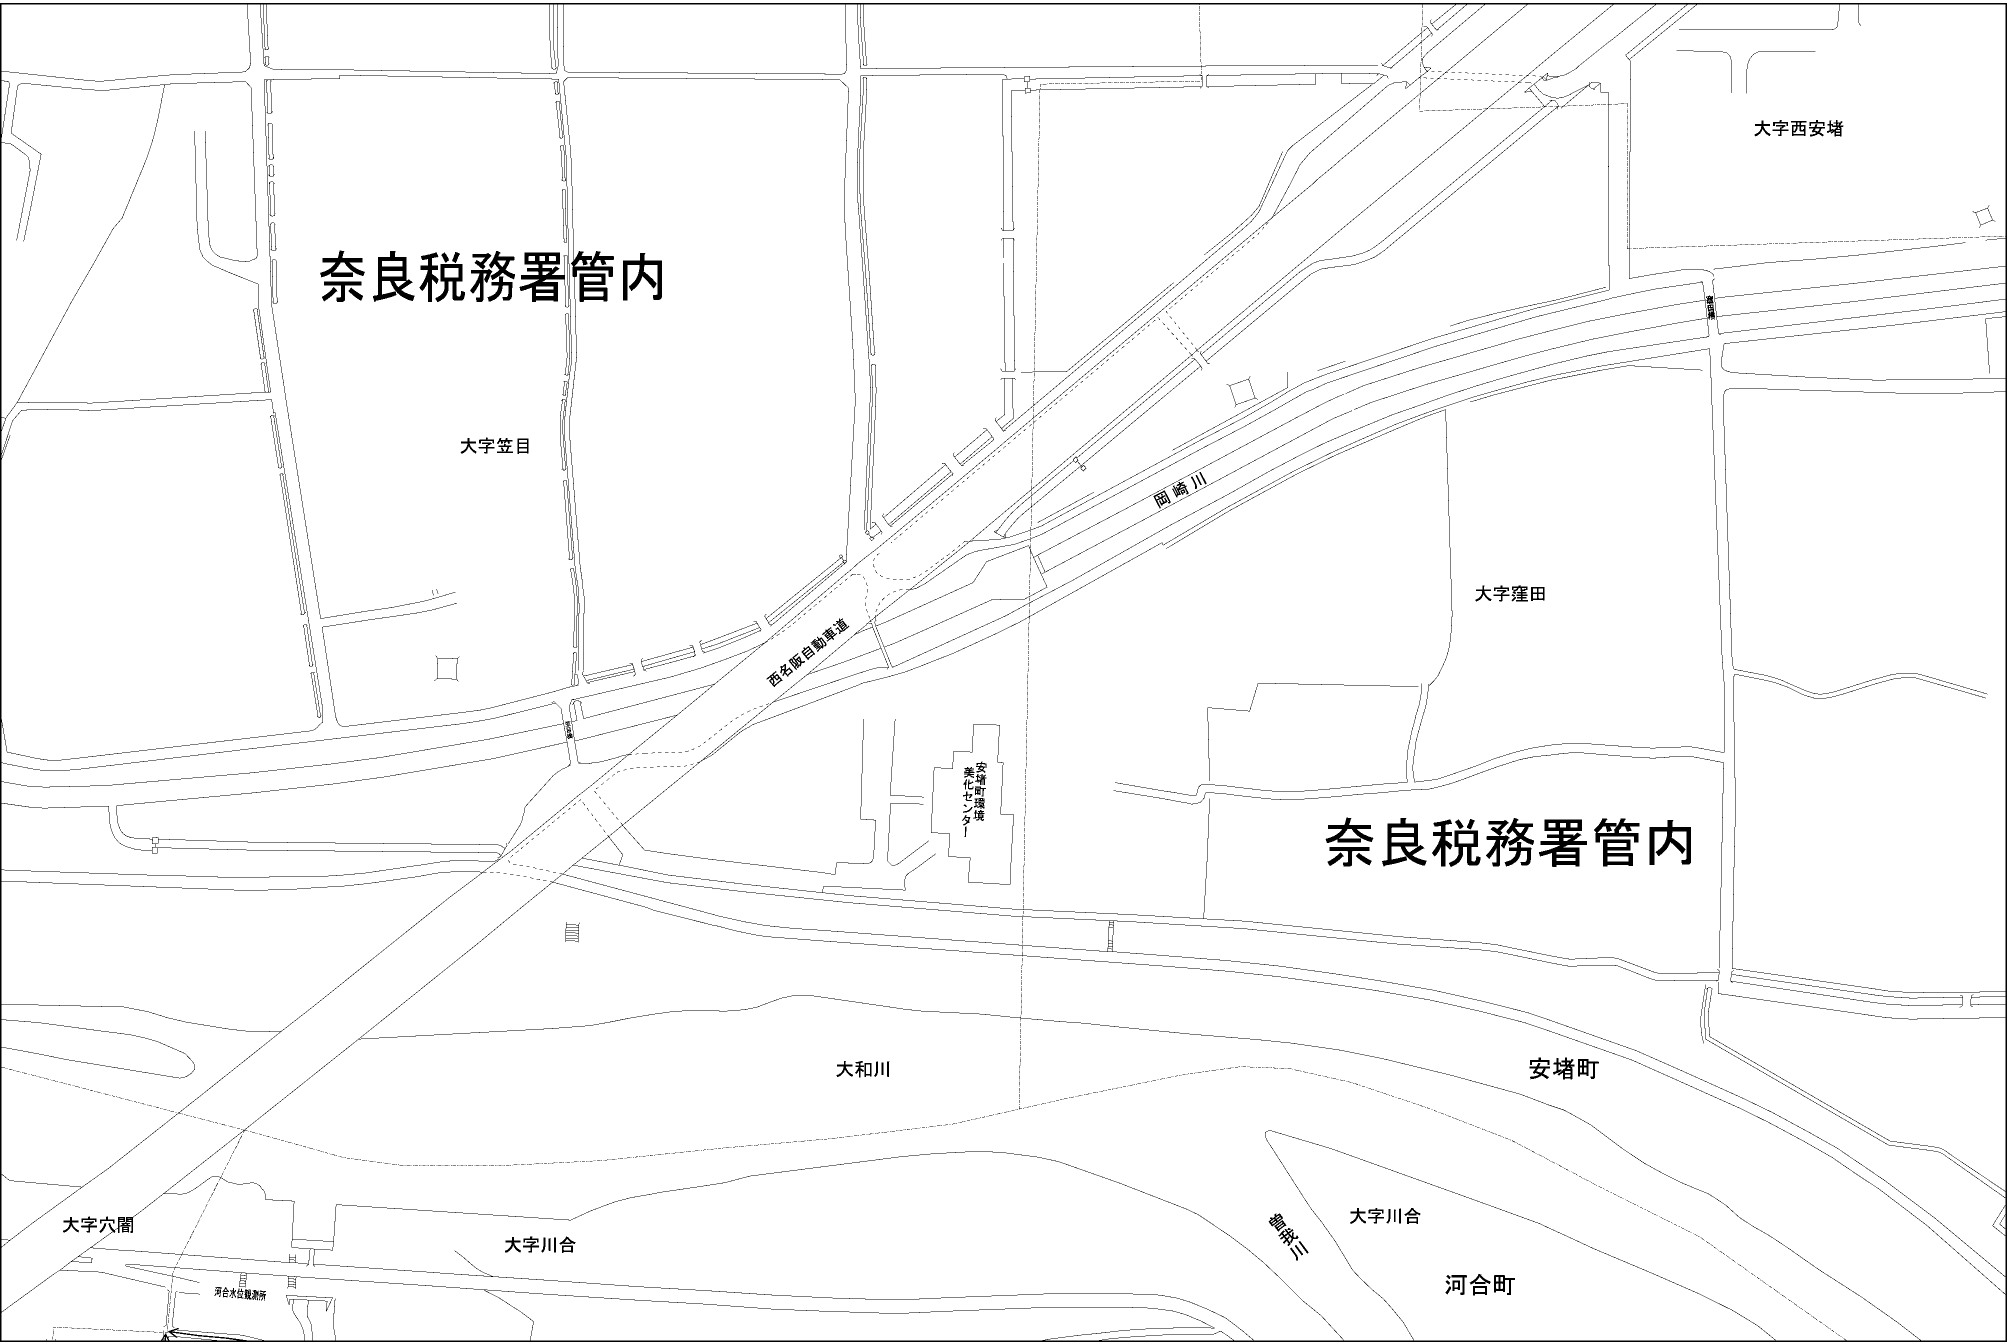 大字西安堵
奈良税務署管内
大字笠目
岡崎川
大字窪田
西名阪自動車道
安堵町環境
美化センター
奈良税務署管内
大和川
安堵町
大字穴闇
大字川合
曽我川
大字川合
河合町
河合水位観測所